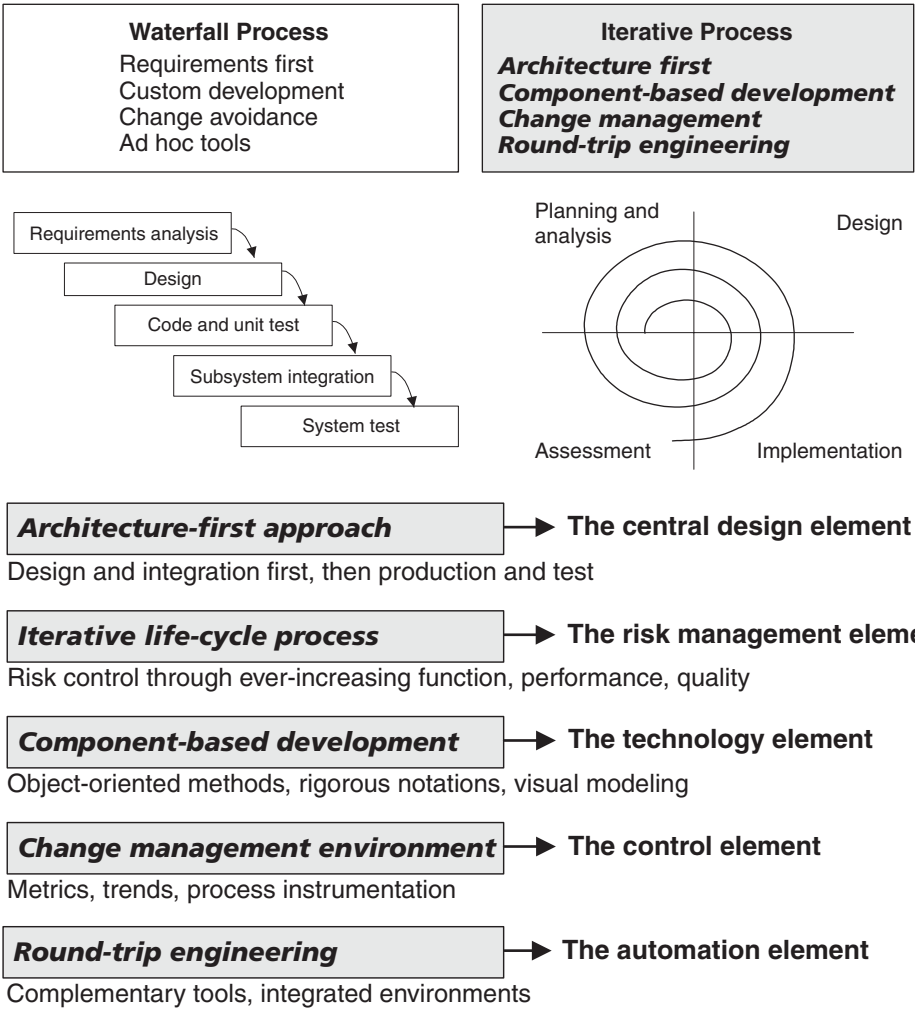 Waterfall Process
Requirements first
Custom development
Change avoidance
Ad hoc tools
Iterative Process
Architecture first
Component-based development
Change management
Round-trip engineering
Requirements analysis
Design
Code and unit test
Subsystem integration
System test
Planning and
analysis
Design
Assessment
Implementation
Architecture-first approach
The central design element
Design and integration first, then production and test
Iterative life-cycle process
The risk management eleme
Risk control through ever-increasing function, performance, quality
Component-based development
The technology element
Object-oriented methods, rigorous notations, visual modeling
Change management environment
The control element
Metrics, trends, process instrumentation
Round-trip engineering
The automation element
Complementary tools, integrated environments